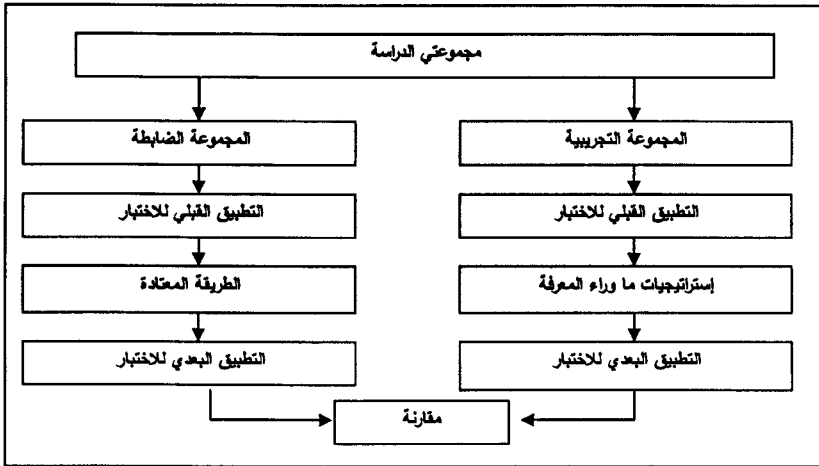 مجموعتي الدراسة
المجموعة التجريبية
المجموعة الضابطة
التطبيق القبلي للاختبار
التطبيق القبلي للاختبار
إستراتيجيات ما وراء المعرفة
الطريقة المعتادة
التطبيق البعدي للاختبار
التطبيق البعدي للاختبار
مقارنة